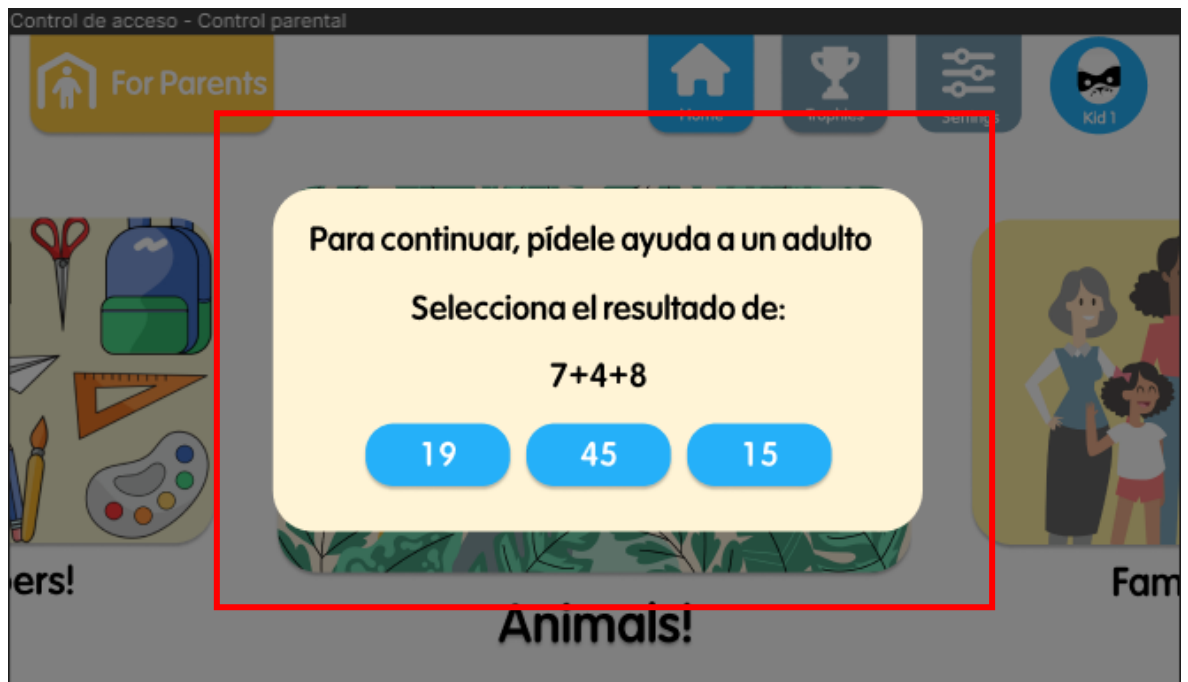 Control de acceso - Control parental
For Parents
Home
Trophies
Settings
Kid 1
Para continuar, pídele ayuda a un adulto
Selecciona el resultado de:
7+4+8
19
45
15
ers!
Animals!
Fam